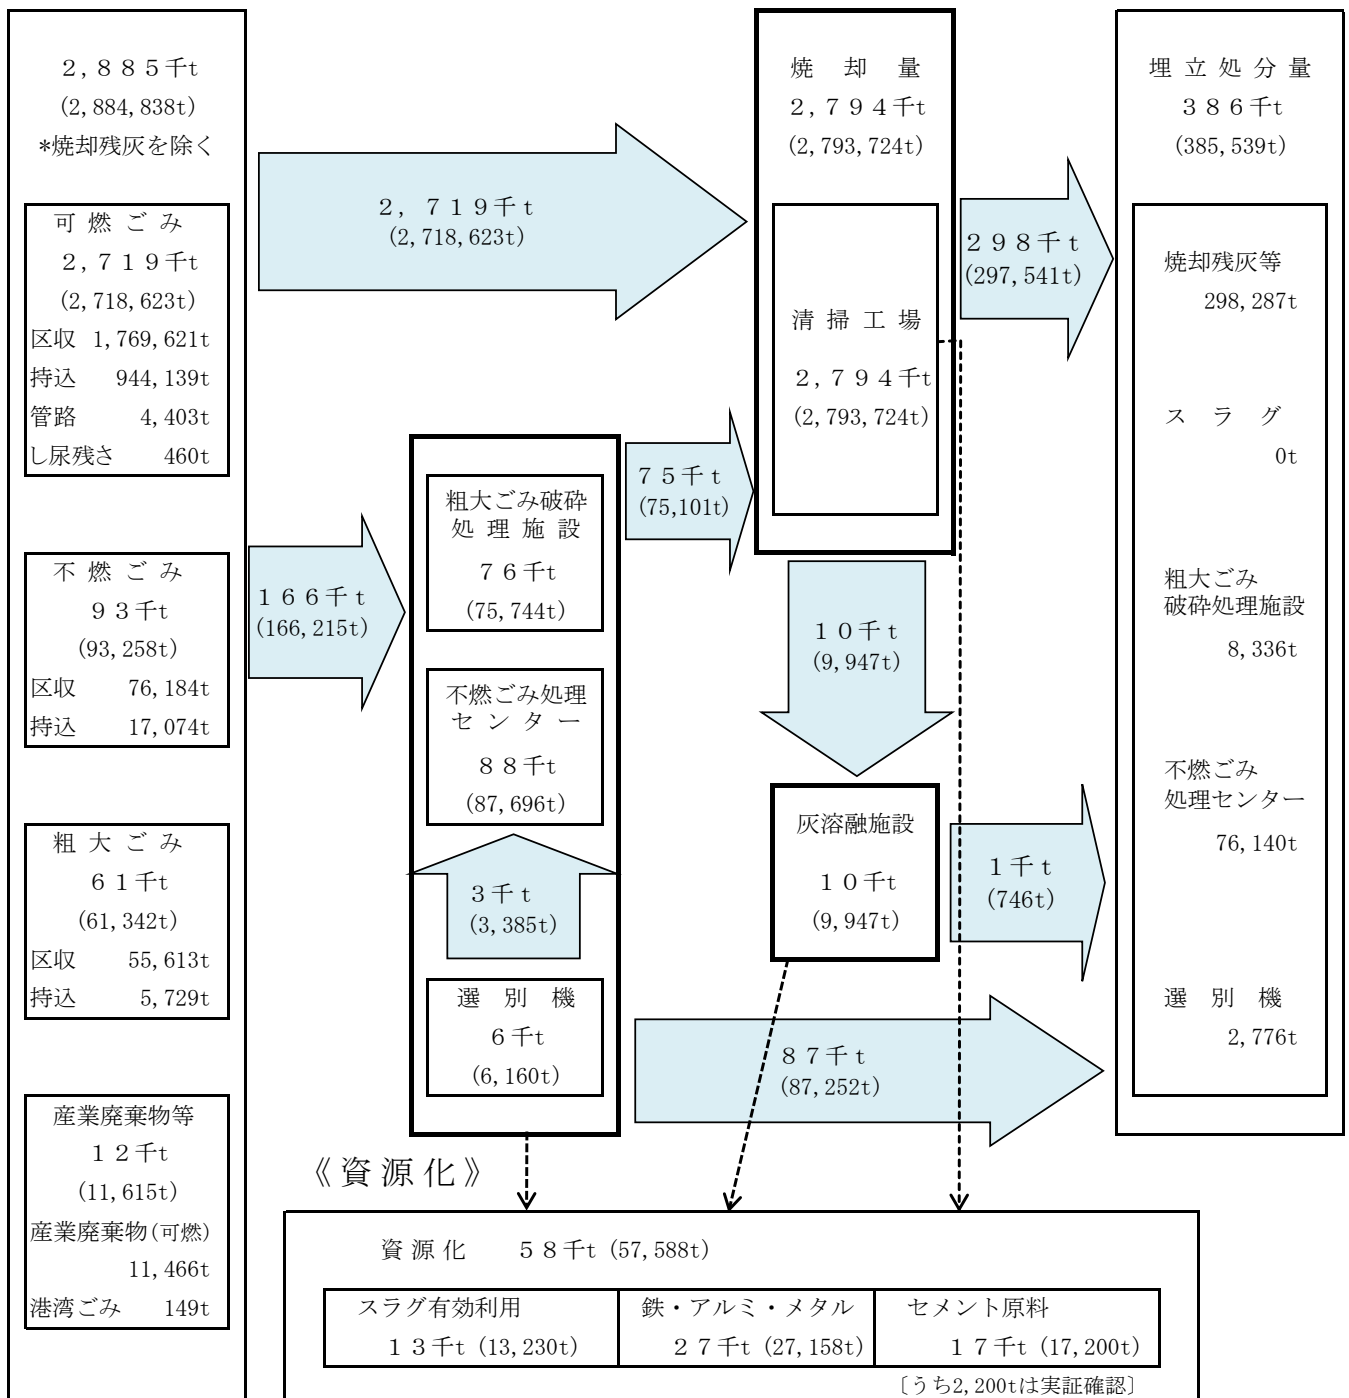 2,885千t
(2,884,838t)
*焼却残灰を除く
可燃ごみ
2,719千t
(2,718,623t)
区収 1,769,621t
持込 944,139t
管路 4,403t
し尿残さ 460t
不燃ごみ
93千t
(93,258t)
区収 76,184t
持込 17,074t
粗大ごみ
61千t
(61,342t)
区収 55,613t
持込 5,729t
産業廃棄物等
12千t
(11,615t)
産業廃棄物(可燃)
11,466t
港湾ごみ 149t
2,719千t
(2,718,623t)
166千t
(166,215t)
粗大ごみ破砕
処理施設
76千t
(75,744t)
不燃ごみ処理
センター
88千t
(87,696t)
3千t
(3,385t)
選別機
6千t
(6,160t)
75千t
(75,101t)
焼却量
2,794千t
(2,793,724t)
清掃工場
2,794千t
(2,793,724t)
10千t
(9,947t)
灰溶融施設
10千t
(9,947t)
298千t
(297,541t)
1千t
(746t)
87千t
(87,252t)
埋立処分量
386千t
(385,539t)
焼却残灰等
298,287t
スラグ
0t
粗大ごみ
破砕処理施設
8,336t
不燃ごみ
処理センター
76,140t
選別機
2,776t
《資源化》
資源化 58千t (57,588t)
スラグ有効利用
13千t (13,230t)
鉄・アルミ・メタル
27千t (27,158t)
セメント原料
17千t (17,200t)
〔うち2,200tは実証確認〕